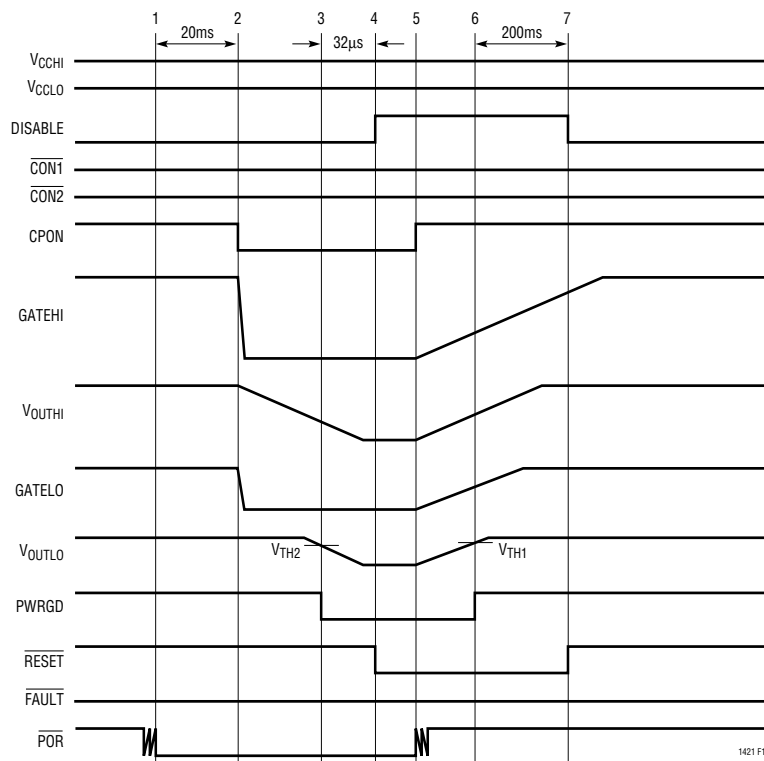 1 2 3 4 5 6 7
20ms 32µs 200ms
VCCHI
VCCLO
DISABLE
CON1
CON2
CPON
GATEHI
VOUTHI
GATELO
VOUTLO VTH2 VTH1
PWRGD
RESET
FAULT
POR
1421 F1